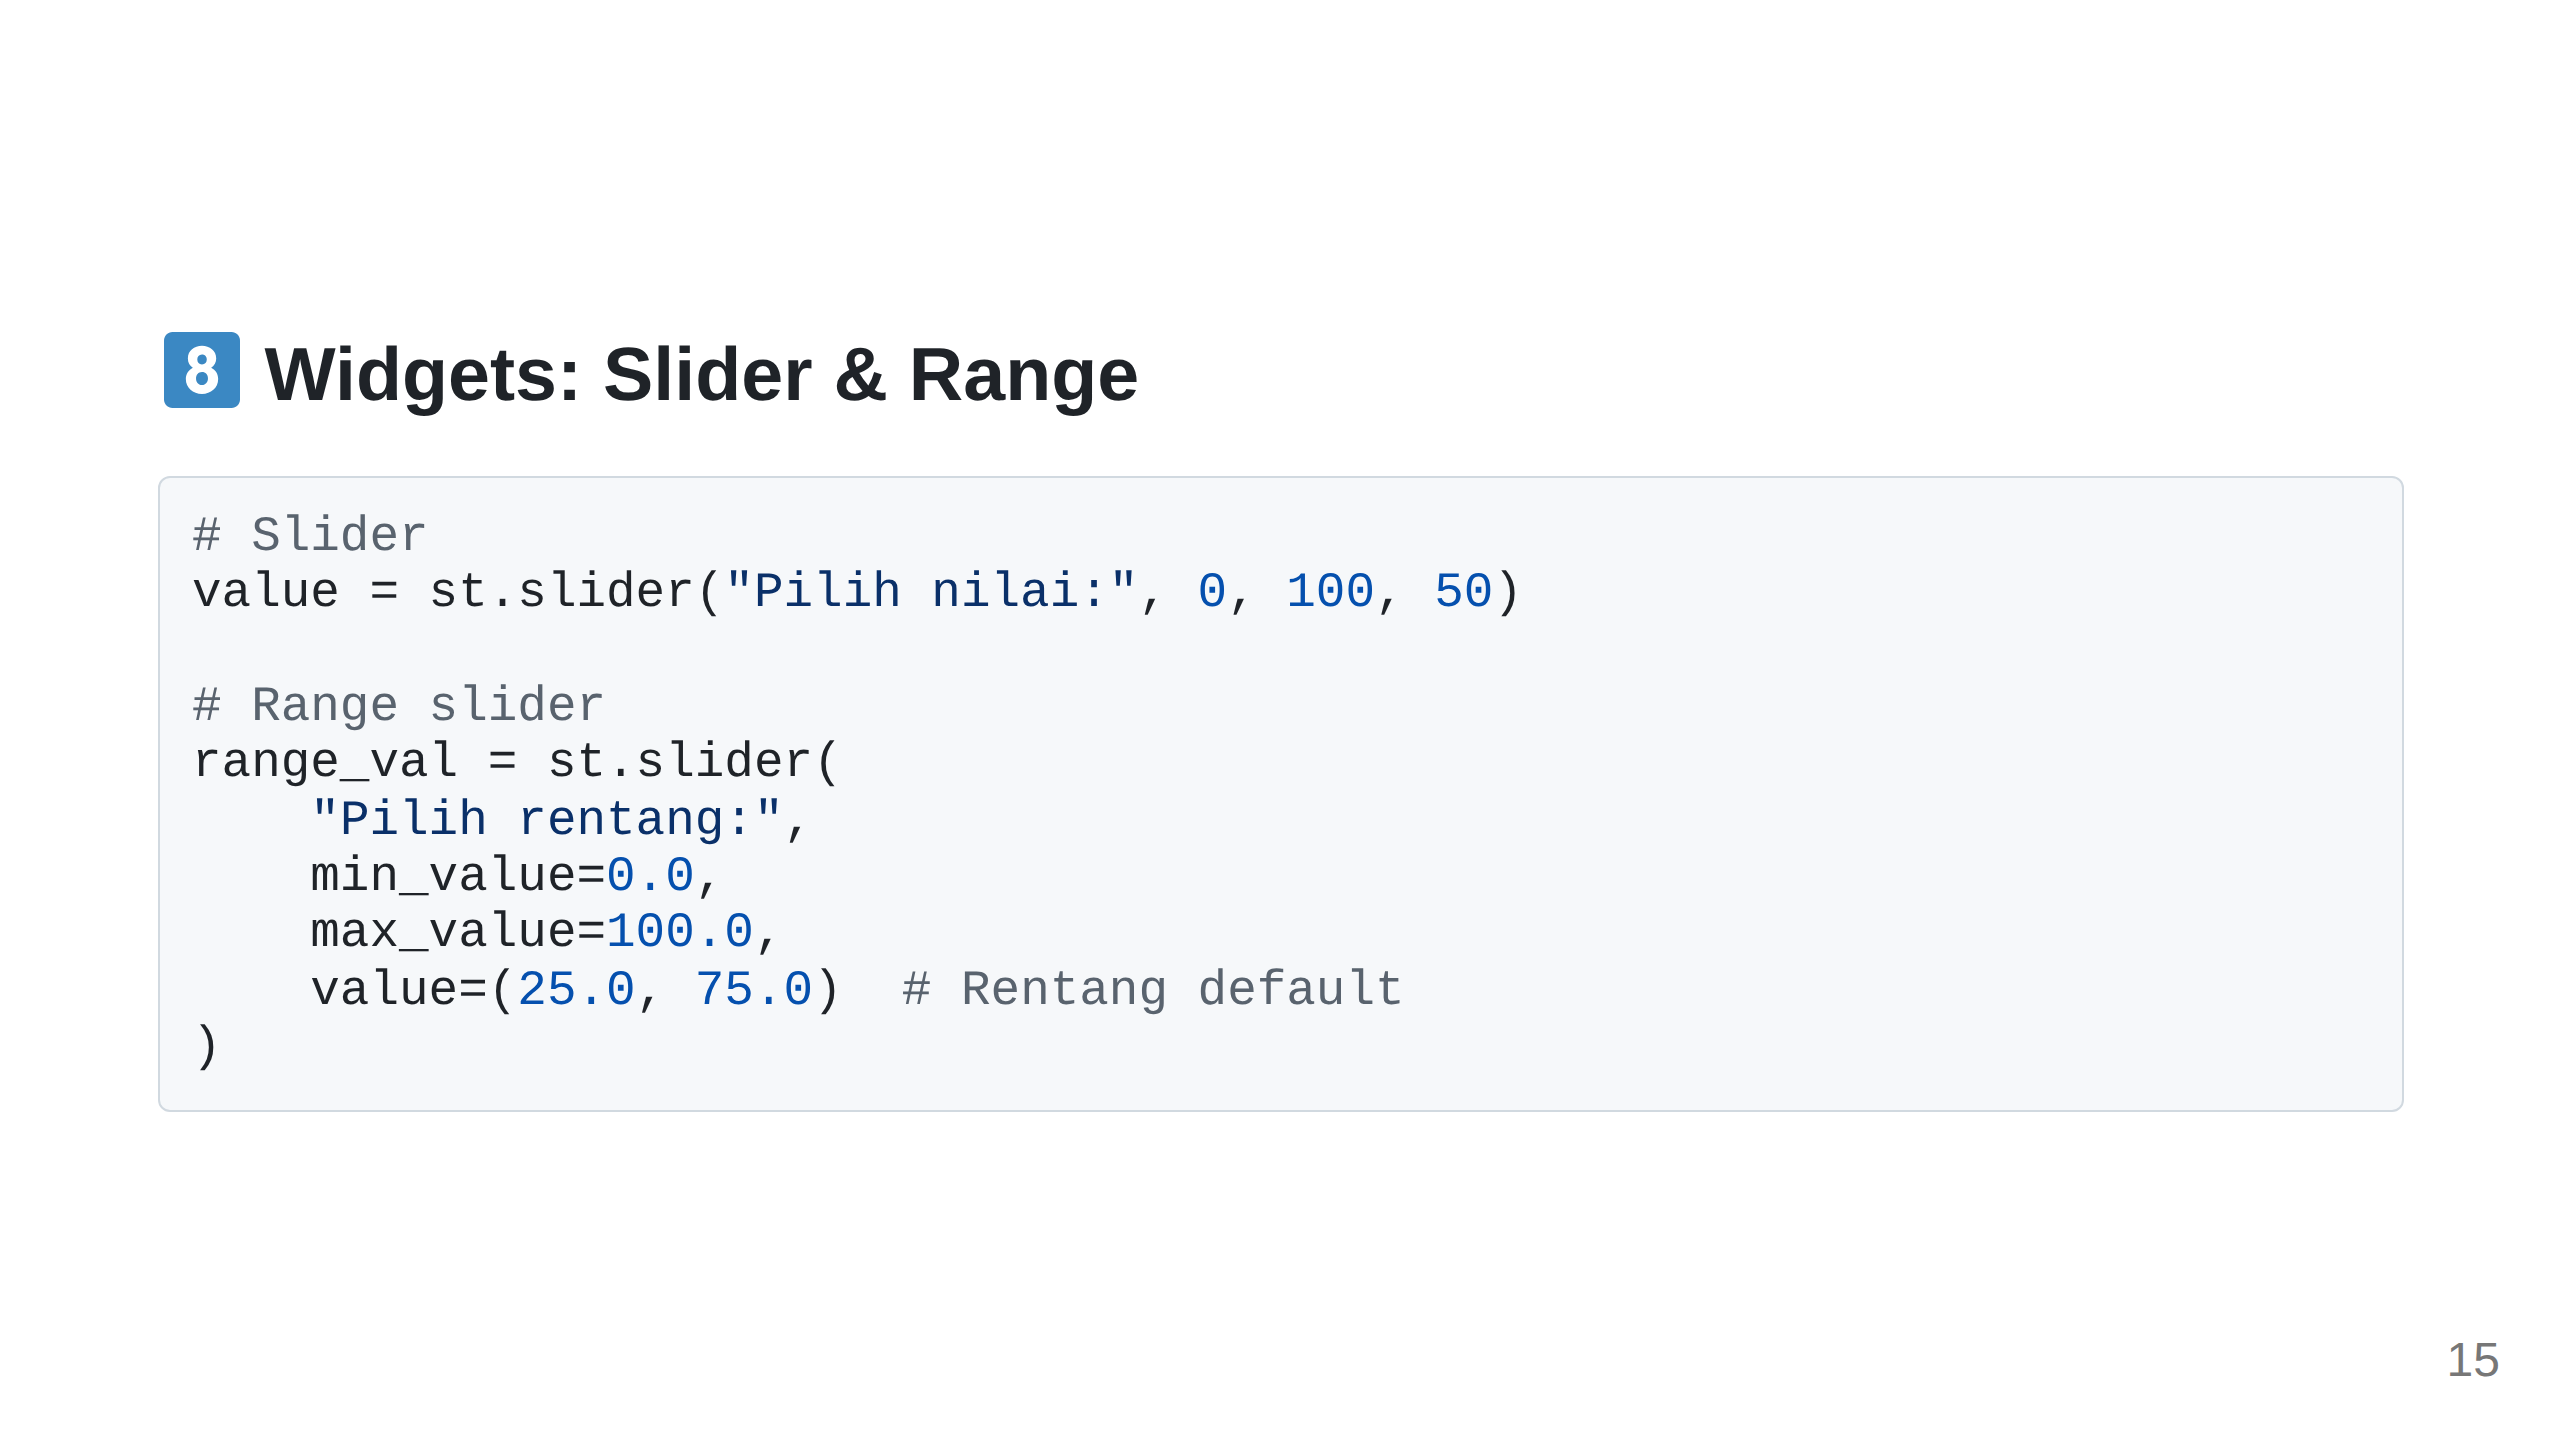 8 Widgets: Slider & Range
# Slider
value = st.slider("Pilih nilai:", 0, 100, 50)

# Range slider
range_val = st.slider(
    "Pilih rentang:",
    min_value=0.0,
    max_value=100.0,
    value=(25.0, 75.0)  # Rentang default
)
15